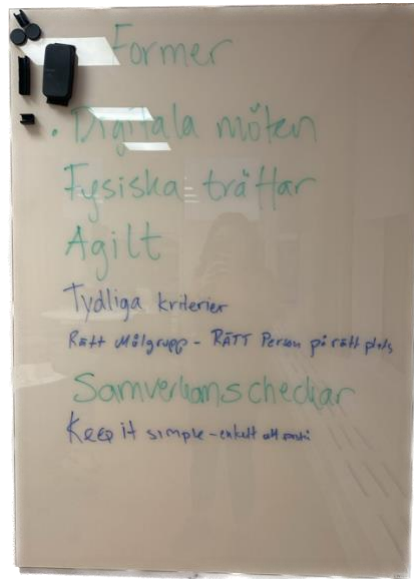 Former
• Digitala möten
Fysiska träffar
Agilt
Tydliga kriterier
Rätt Målgrupp - RÄTT Person på rätt plats
Samverkanscheckar
Keep it simple - enkelt att